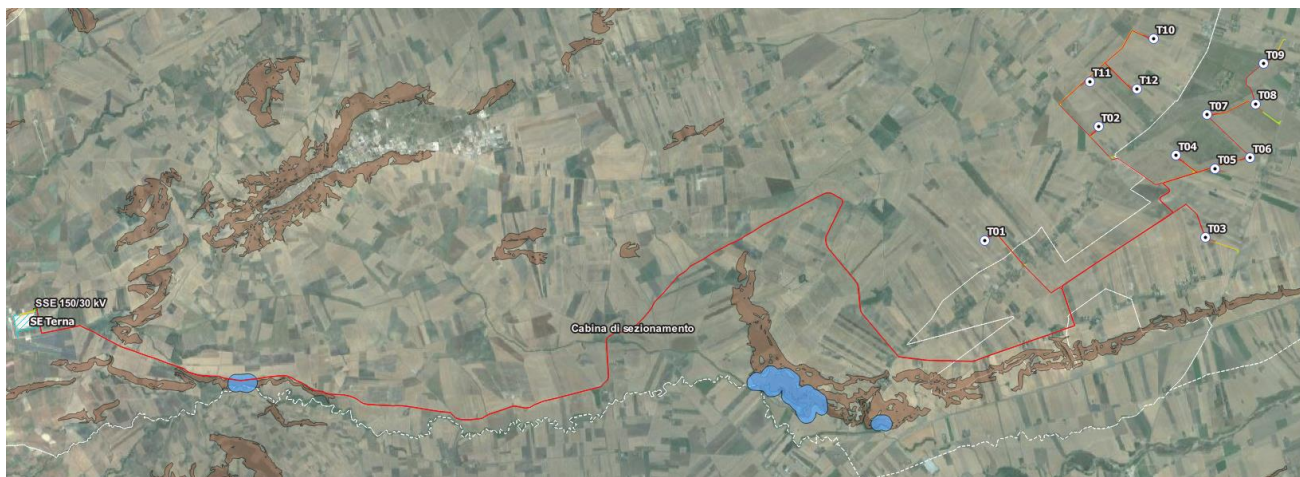 T10
T09
T11
T12
T08
T07
T02
T04
T06
T05
T03
T01
SSE 150/30 kV
SE Terna
Cabina di sezionamento